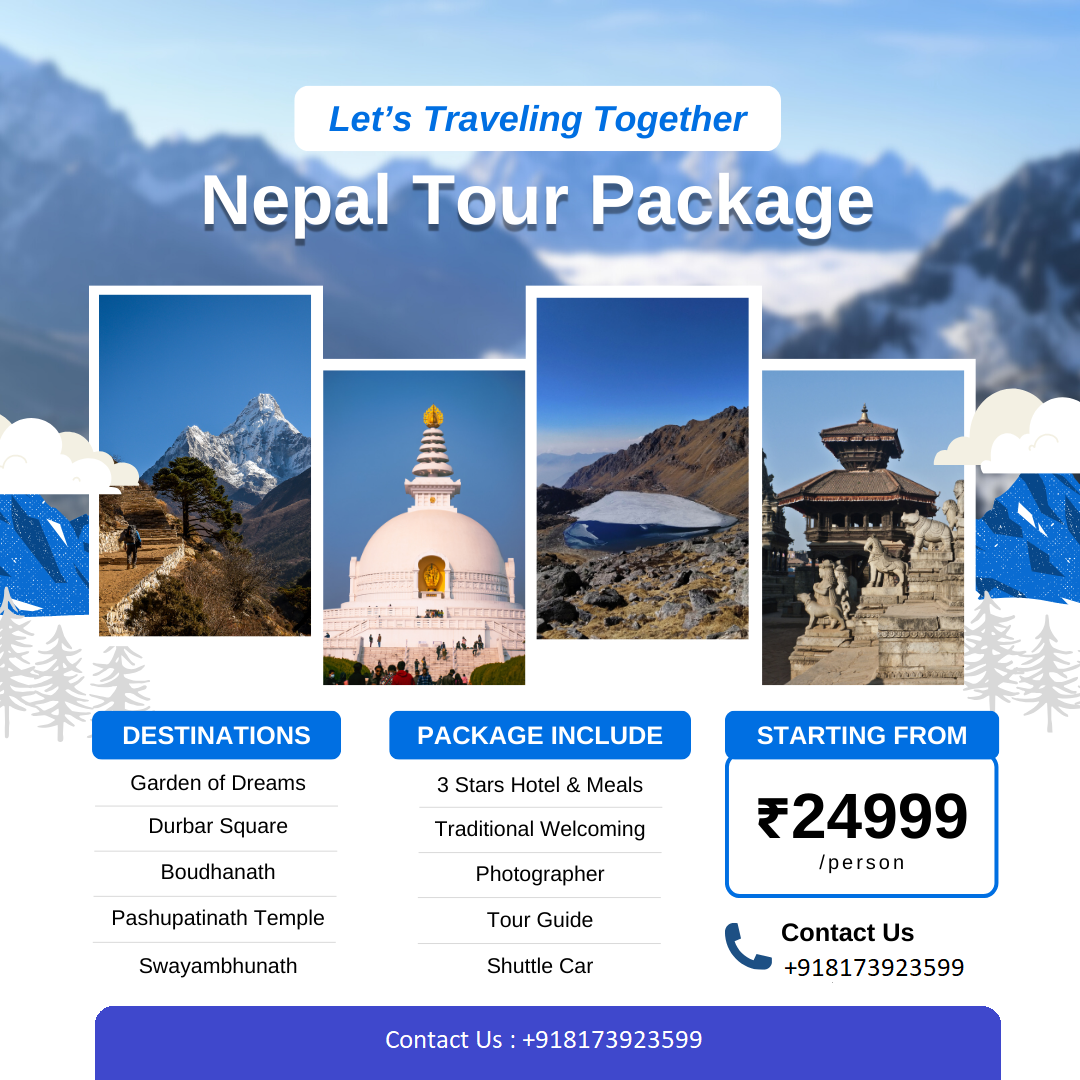 Let’s Traveling Together
Nepal Tour Package
DESTINATIONS
Garden of Dreams
Durbar Square
Boudhanath
Pashupatinath Temple
Swayambhunath
PACKAGE INCLUDE
3 Stars Hotel & Meals
Traditional Welcoming
Photographer
Tour Guide
Shuttle Car
STARTING FROM
₹24999
/person
Contact Us
+918173923599
Contact Us : +918173923599